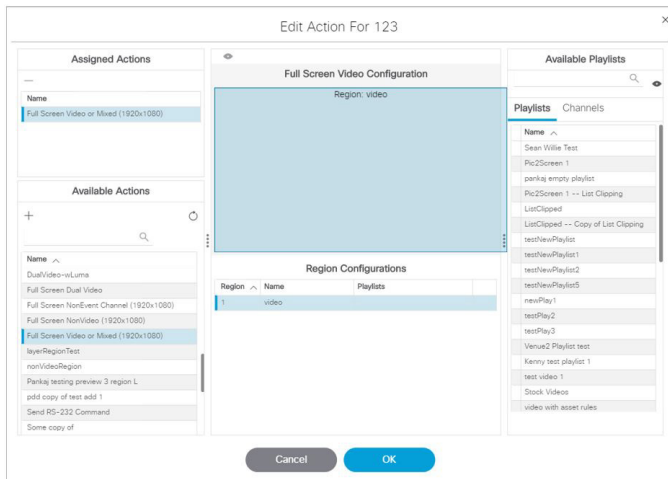 Edit Action For 123
Assigned Actions
Name
Full Screen Video or Mixed (1920x1080)
Available Actions
Name
DualVideo-wLuma
Full Screen Dual Video
Full Screen NonEvent Channel (1920x1080)
Full Screen NonVideo (1920x1080)
Full Screen Video or Mixed (1920x1080)
layerRegionTest
nonVideoRegion
Pankaj testing preview 3 region L
pdd copy of test add 1
Send RS-232 Command
Some copy of
Full Screen Video Configuration
Region: video
Region Configurations
Region Name Playlists
1 video
Available Playlists
Playlists Channels
Name
Sean Willie Test
Pic2Screen 1
pankaj empty playlist
Pic2Screen 1 -- List Clipping
ListClipped
ListClipped -- Copy of List Clipping
testNewPlaylist
testNewPlaylist1
testNewPlaylist2
testNewPlaylist5
newPlay1
testPlay2
testPlay3
Venue2 Playlist test
Kenny test playlist 1
test video 1
Stock Videos
video with asset rules
Cancel OK